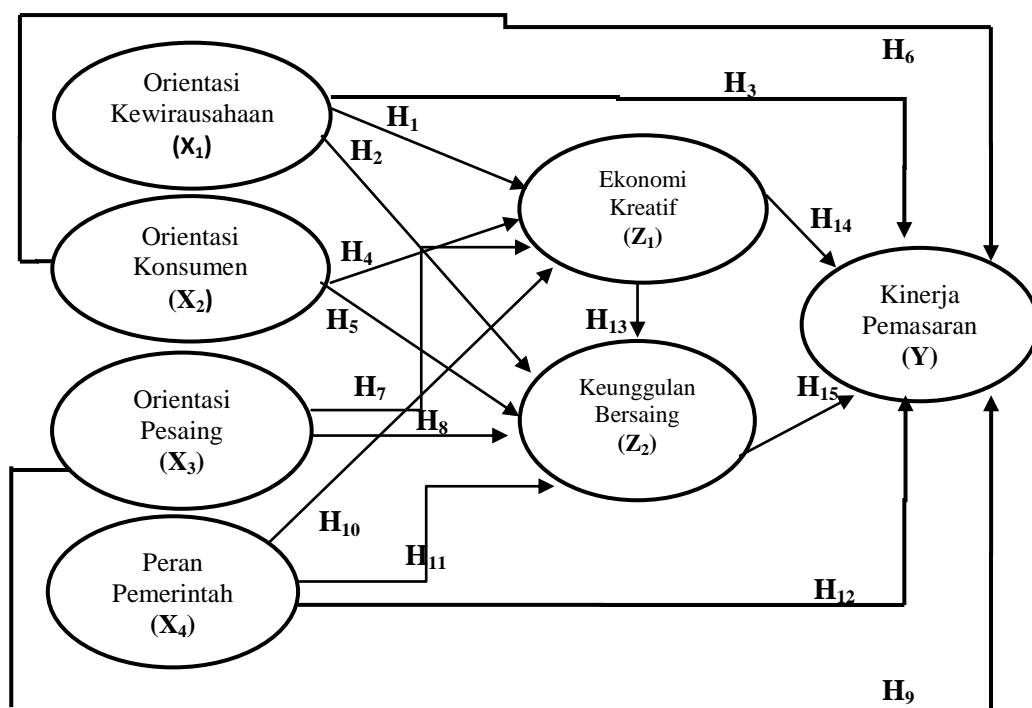 H₆
H₃
Orientasi
Kewirausahaan
(X₁)
H₁
H₂
Ekonomi
Kreatif
(Z₁)
H₁₄
Orientasi
Konsumen
(X₂)
H₄
H₅
H₁₃
Kinerja
Pemasaran
(Y)
Orientasi
Pesaing
(X₃)
H₇
H₈
Keunggulan
Bersaing
(Z₂)
H₁₅
H₁₀
H₁₁
Peran
Pemerintah
(X₄)
H₁₂
H₉